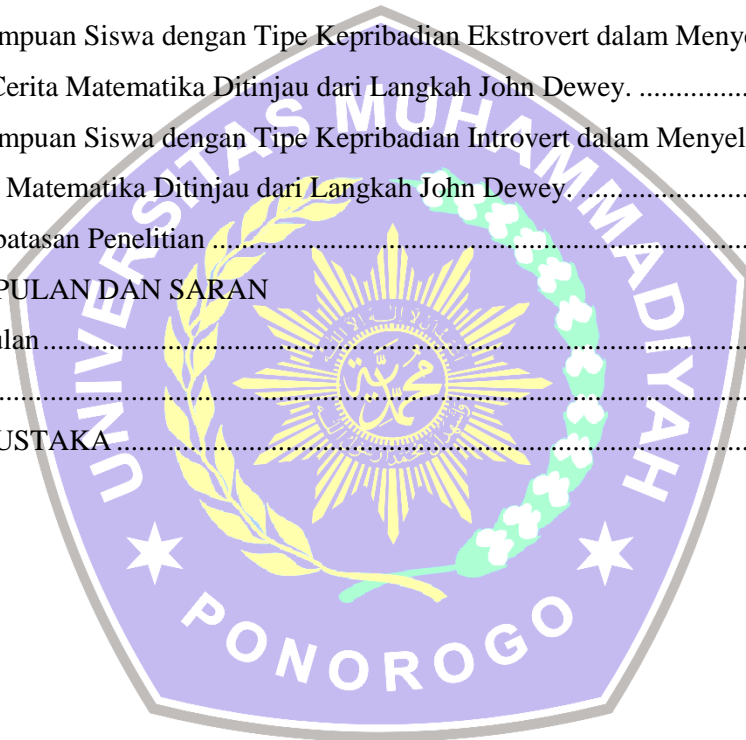 mpuan Siswa dengan Tipe Kepribadian Ekstrovert dalam Menye
Cerita Matematika Ditinjau dari Langkah John Dewey. ................
mpuan Siswa dengan Tipe Kepribadian Introvert dalam Menyel
Matematika Ditinjau dari Langkah John Dewey. ........................
batasan Penelitian ........................................................................
PULAN DAN SARAN
ulan ................................................................................................
................................................................................................
USTAKA ......................................................................................
UNIVERSITAS MUHAMMADIYAH
PONOROGO
محمدية